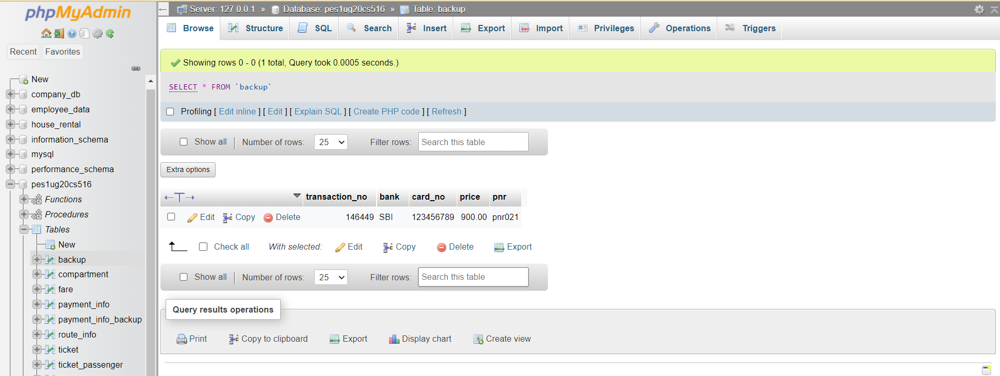 phpMyAdmin
Recent Favorites
New
company_db
employee_data
house_rental
information_schema
mysql
performance_schema
pes1ug20cs516
Functions
Procedures
Tables
New
backup
compartment
fare
payment_info
payment_info_backup
route_info
ticket
ticket_passenger
Server: 127.0.0.1 » Database: pes1ug20cs516 » Table: backup
Browse Structure SQL Search Insert Export Import Privileges Operations Triggers
Showing rows 0 - 0 (1 total, Query took 0.0005 seconds.)
SELECT * FROM `backup`
Profiling [ Edit inline ] [ Edit ] [ Explain SQL ] [ Create PHP code ] [ Refresh ]
Show all Number of rows: 25 Filter rows: Search this table
Extra options
transaction_no bank card_no price pnr
Edit Copy Delete 146449 SBI 123456789 900.00 pnr021
Check all With selected: Edit Copy Delete Export
Show all Number of rows: 25 Filter rows: Search this table
Query results operations
Print Copy to clipboard Export Display chart Create view